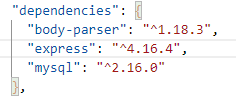 "dependencies": {
"body-parser": "^1.18.3",
"express": "^4.16.4",
"mysql": "^2.16.0"
},